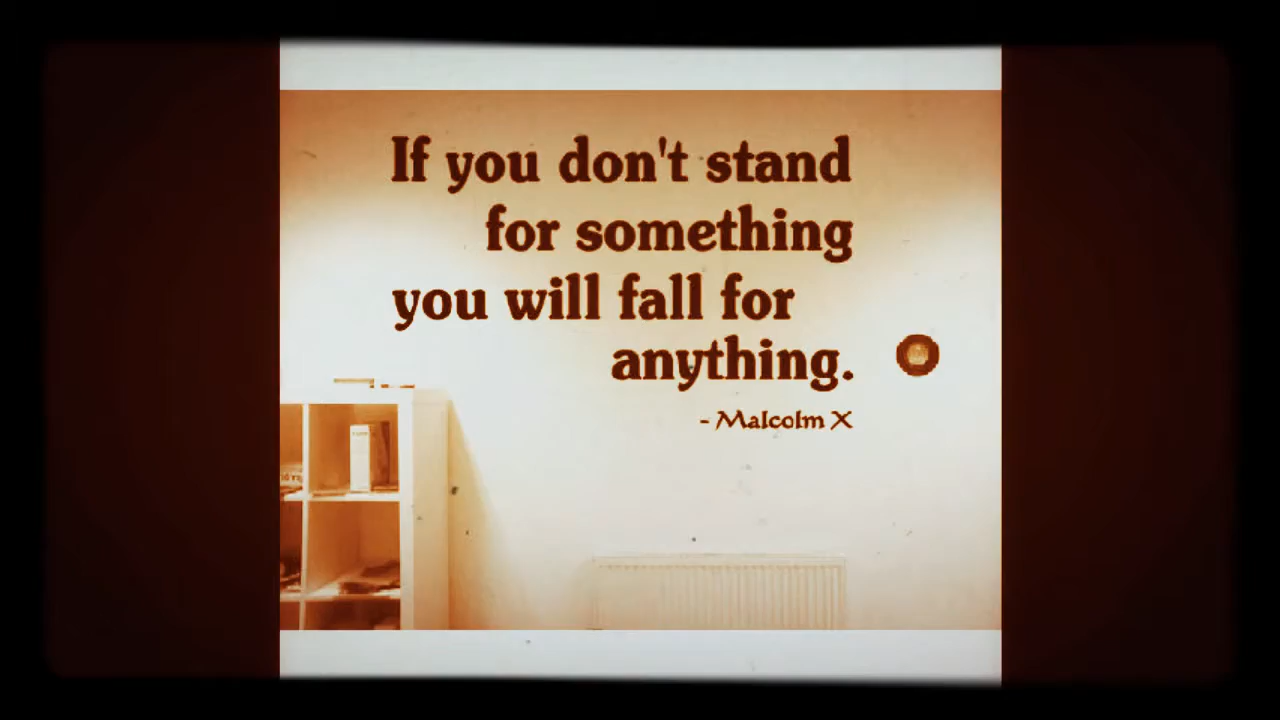 If you don't stand
for something
you will fall for
anything.
- Malcolm X